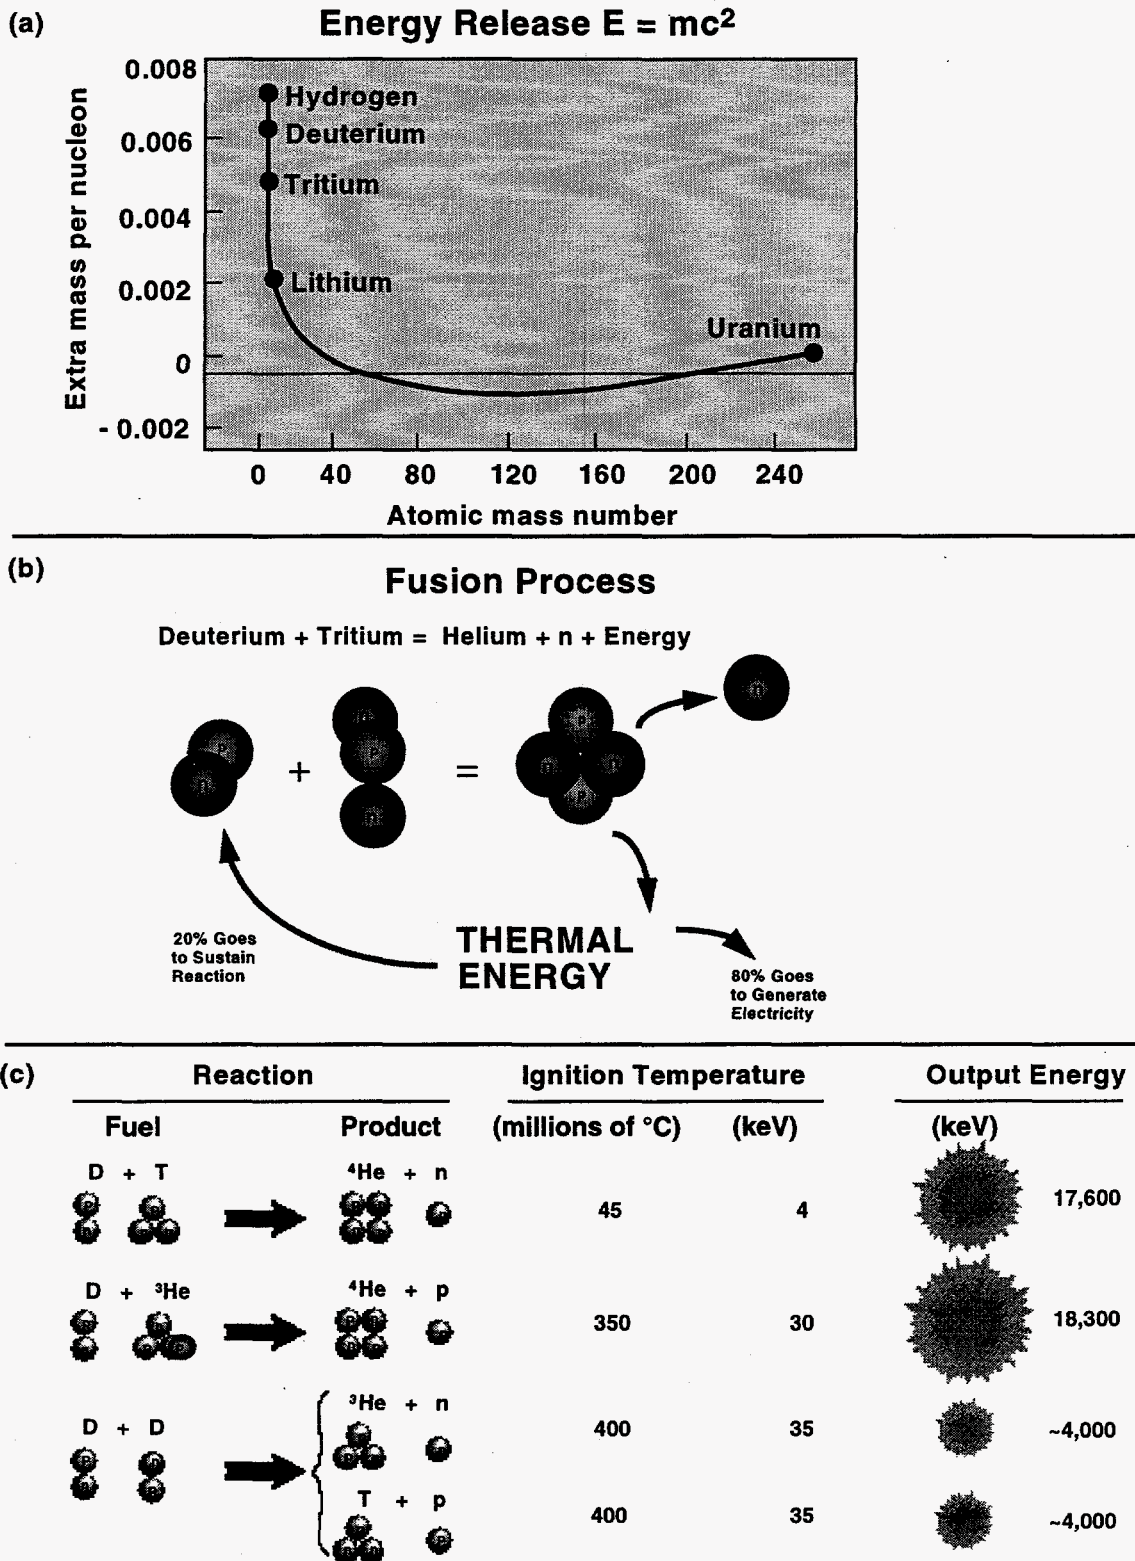 (a)
Energy Release E = mc²
Extra mass per nucleon
0.008
0.006
0.004
0.002
0
- 0.002
Hydrogen
Deuterium
Tritium
Lithium
Uranium
0 40 80 120 160 200 240
Atomic mass number
(b)
Fusion Process
Deuterium + Tritium = Helium + n + Energy
n
p
n
+
n
p
n
=
p
n
n
p
THERMAL
ENERGY
20% Goes
to Sustain
Reaction
80% Goes
to Generate
Electricity
(c)
Reaction Ignition Temperature Output Energy
Fuel Product (millions of °C) (keV) (keV)
D + T ⁴He + n
45 4 17,600
D + ³He ⁴He + p
350 30 18,300
D + D ³He + n
400 35 ~4,000
T + p
400 35 ~4,000